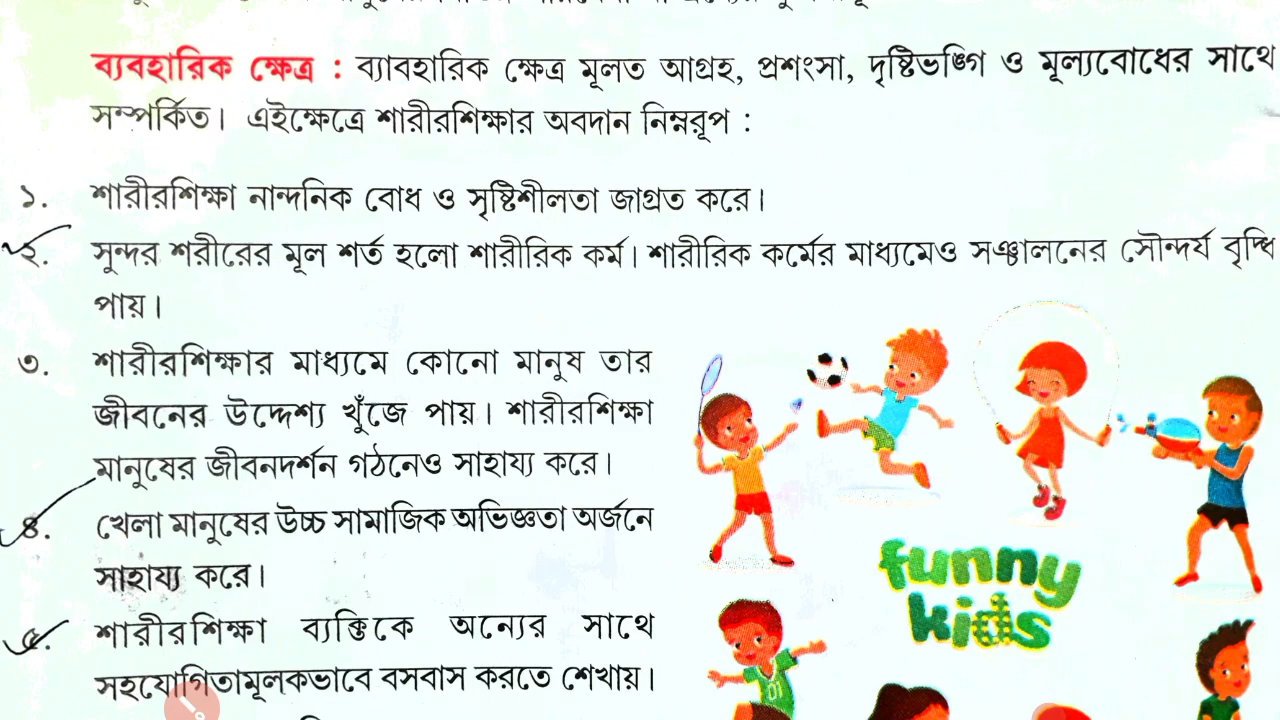 ব্যবহারিক ক্ষেত্র : ব্যাবহারিক ক্ষেত্র মূলত আগ্রহ, প্রশংসা, দৃষ্টিভঙ্গি ও মূল্যবোধের সাথে
সম্পর্কিত। এইক্ষেত্রে শারীরশিক্ষার অবদান নিম্নরূপ :
১. শারীরশিক্ষা নান্দনিক বোধ ও সৃষ্টিশীলতা জাগ্রত করে।
২. সুন্দর শরীরের মূল শর্ত হলো শারীরিক কর্ম। শারীরিক কর্মের মাধ্যমেও সঞ্চালনের সৌন্দর্য বৃদ্ধি
পায়।
৩. শারীরশিক্ষার মাধ্যমে কোনো মানুষ তার
জীবনের উদ্দেশ্য খুঁজে পায়। শারীরশিক্ষা
মানুষের জীবনদর্শন গঠনেও সাহায্য করে।
৪. খেলা মানুষের উচ্চ সামাজিক অভিজ্ঞতা অর্জনে
সাহায্য করে।
৫. শারীরশিক্ষা ব্যক্তিকে অন্যের সাথে
সহযোগিতামূলকভাবে বসবাস করতে শেখায়।
funny
kids
01